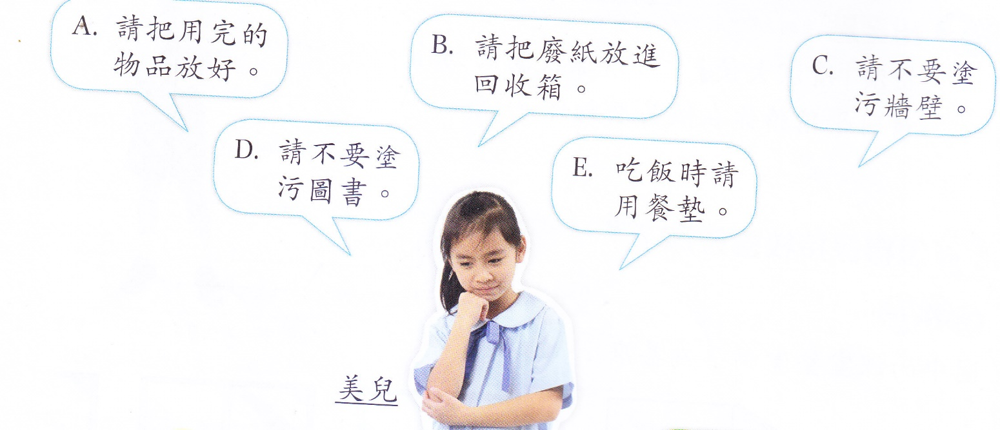 A. 請把用完的
物品放好。
B. 請把廢紙放進
回收箱。
C. 請不要塗
污牆壁。
D. 請不要塗
污圖書。
E. 吃飯時請
用餐墊。
美兒